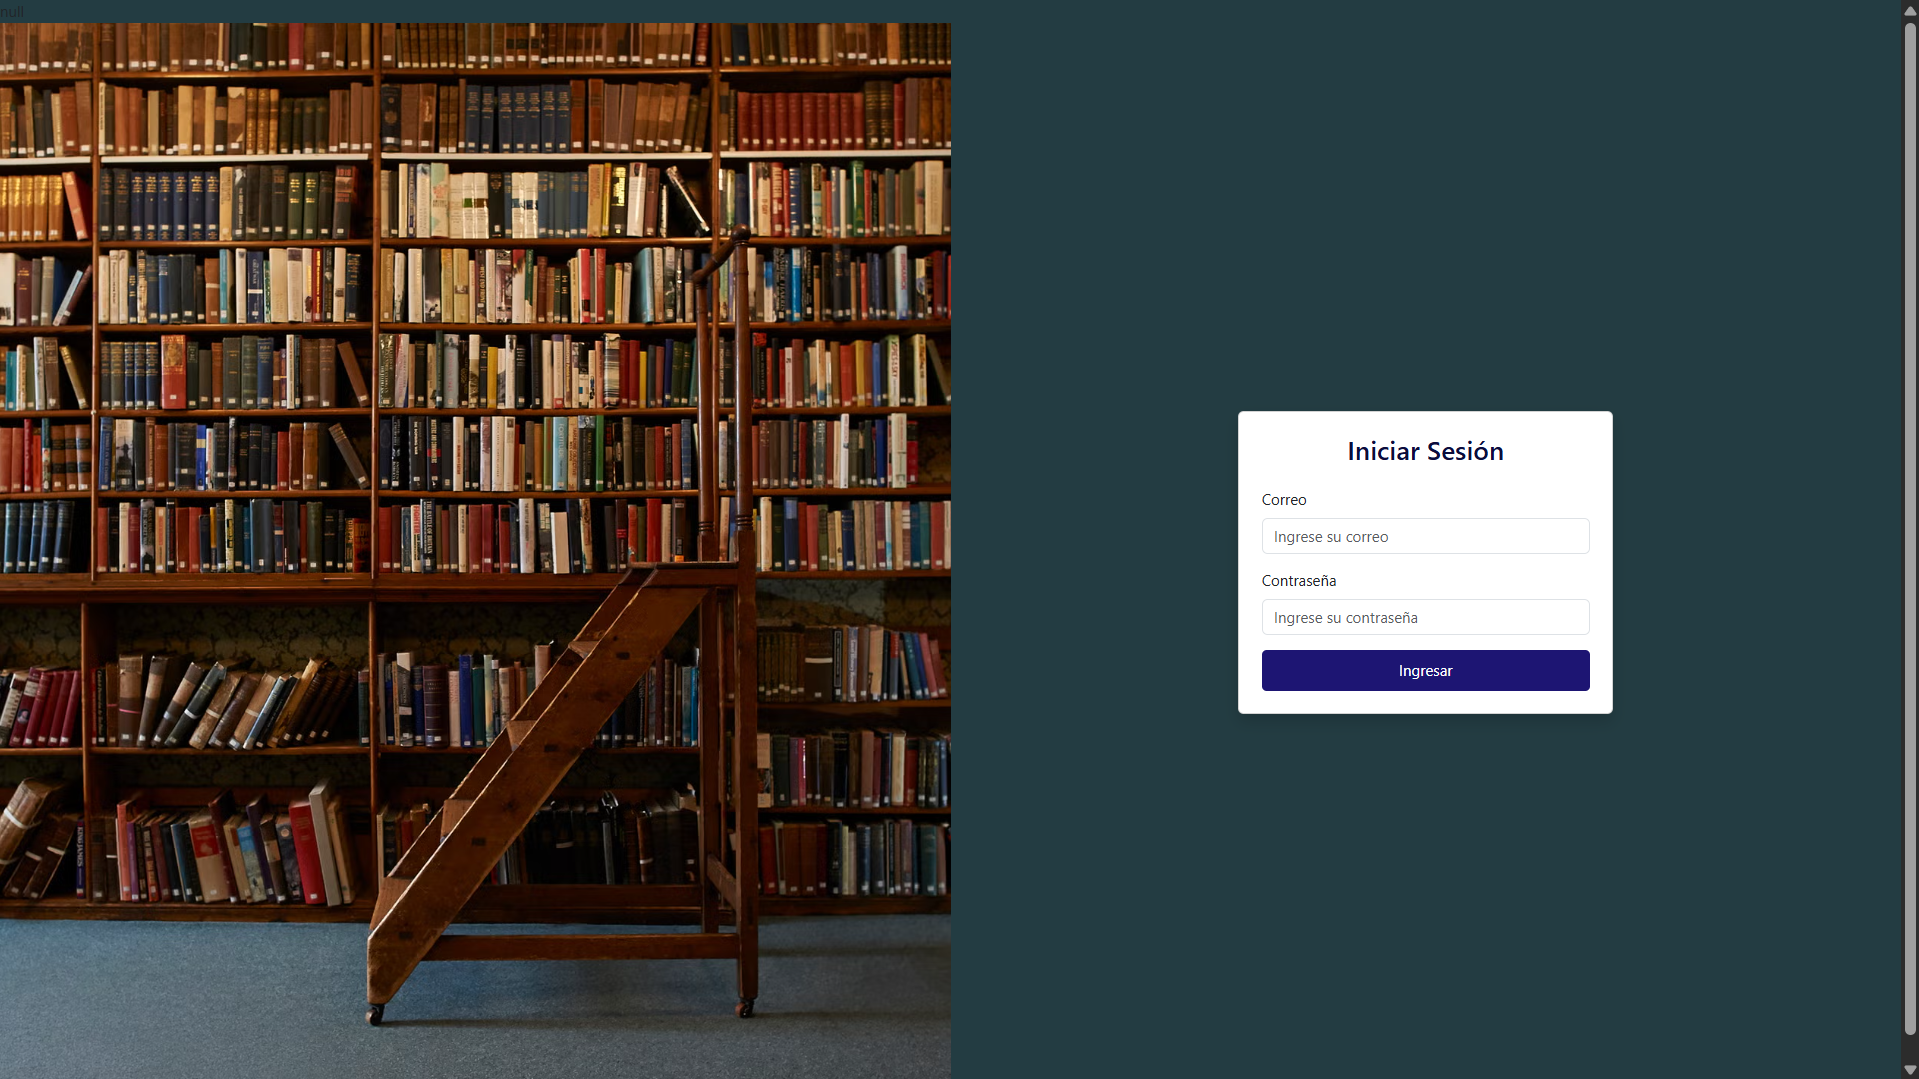 null
Iniciar Sesión
Correo
Ingrese su correo
Contraseña
Ingrese su contraseña
Ingresar